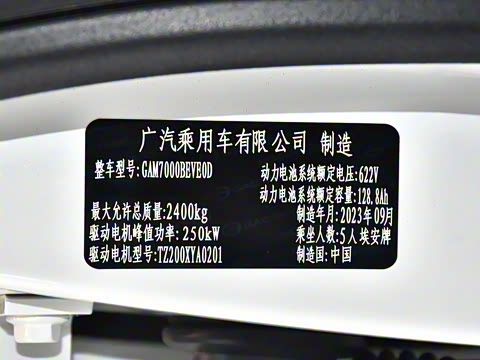 广汽乘用车有限公司 制造
整车型号:GAM7000BEVE0D
动力电池系统额定电压:622V
动力电池系统额定容量:128.8Ah
最大允许总质量:2400kg
制造年月:2023年09月
驱动电机峰值功率:250kW
乘坐人数:5人 埃安牌
驱动电机型号:TZ200XYA0201
制造国:中国